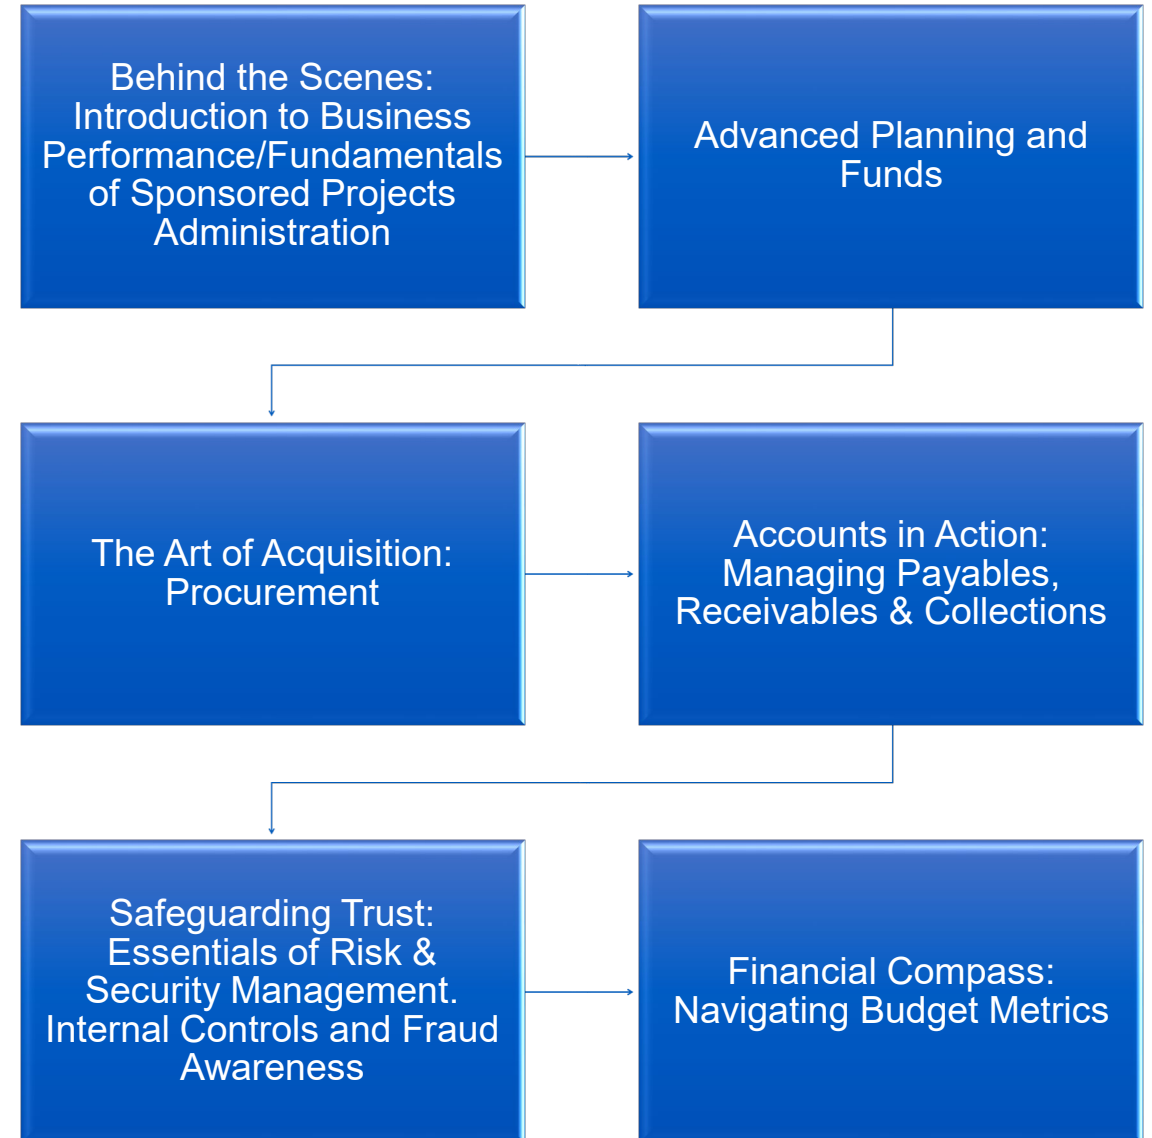 Behind the Scenes:
Introduction to Business
Performance/Fundamentals
of Sponsored Projects
Administration
Advanced Planning and
Funds
The Art of Acquisition:
Procurement
Accounts in Action:
Managing Payables,
Receivables & Collections
Safeguarding Trust:
Essentials of Risk &
Security Management.
Internal Controls and Fraud
Awareness
Financial Compass:
Navigating Budget Metrics